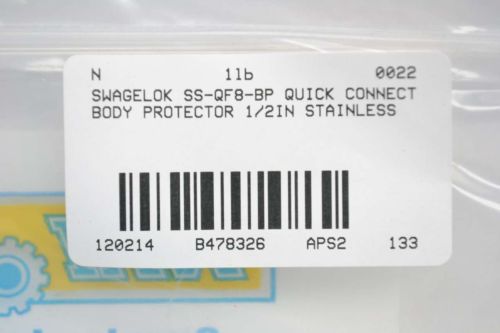 N 1lb 0022
SWAGELOK SS-QF8-BP QUICK CONNECT
BODY PROTECTOR 1/2IN STAINLESS
120214 B478326 APS2 133